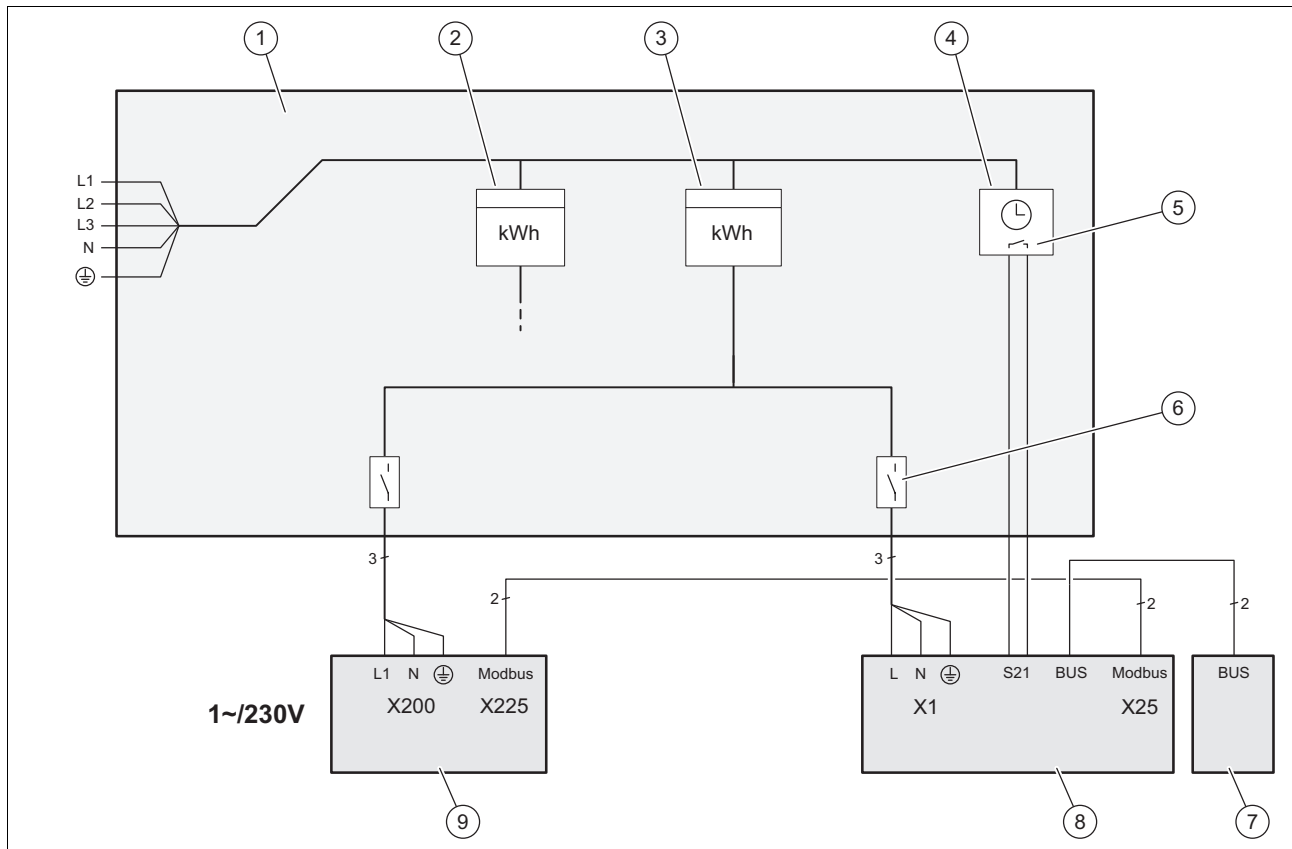 1
2
3
4
L1
L2
L3
N
kWh
kWh
5
6
3
3
2
2
2
L1 N Modbus
X200 X225
1~/230V
L N S21 BUS Modbus
X1 X25
BUS
9
8
7